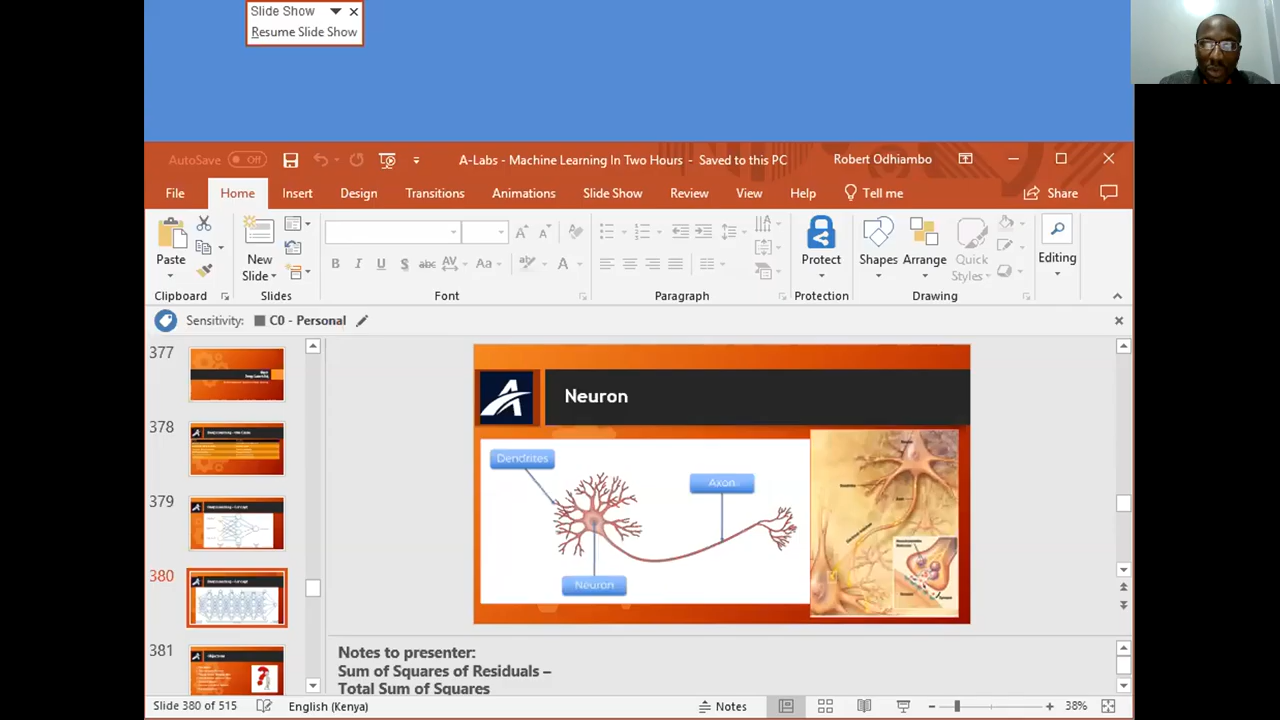 Slide Show
Resume Slide Show
AutoSave Off
A-Labs - Machine Learning In Two Hours - Saved to this PC
Robert Odhiambo
File Home Insert Design Transitions Animations Slide Show Review View Help Tell me Share
Paste
New
Slide
B I U S abc AV Aa A
Protect
Shapes Arrange Quick
Styles
Editing
Clipboard Slides Font Paragraph Protection Drawing
Sensitivity: C0 - Personal
377
378
379
380
381
Neuron
Dendrites
Axon
Neuron
Notes to presenter:
Sum of Squares of Residuals –
Total Sum of Squares
Slide 380 of 515 English (Kenya) Notes 38%